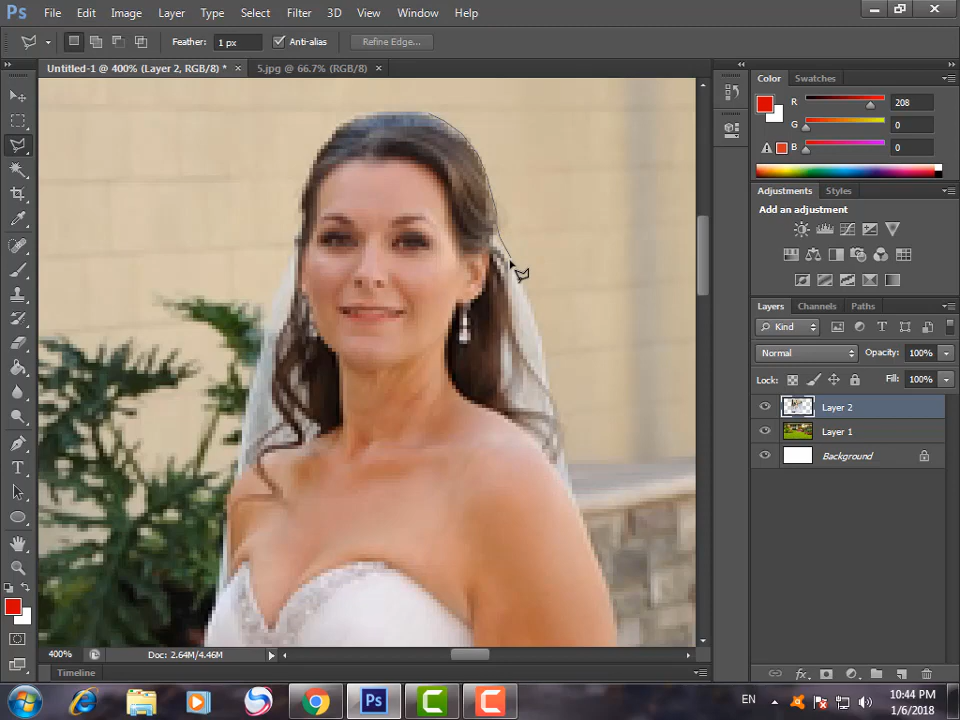 Ps File Edit Image Layer Type Select Filter 3D View Window Help
Feather: 1 px Anti-alias Refine Edge...
Untitled-1 @ 400% (Layer 2, RGB/8) * × 5.jpg @ 66.7% (RGB/8) ×
Color Swatches
R 208
G 0
B 0
Adjustments Styles
Add an adjustment
Layers Channels Paths
Kind
Normal Opacity: 100%
Lock: Fill: 100%
Layer 2
Layer 1
Background
400% Doc: 2.64M/4.46M
Timeline
EN 10:44 PM
1/6/2018